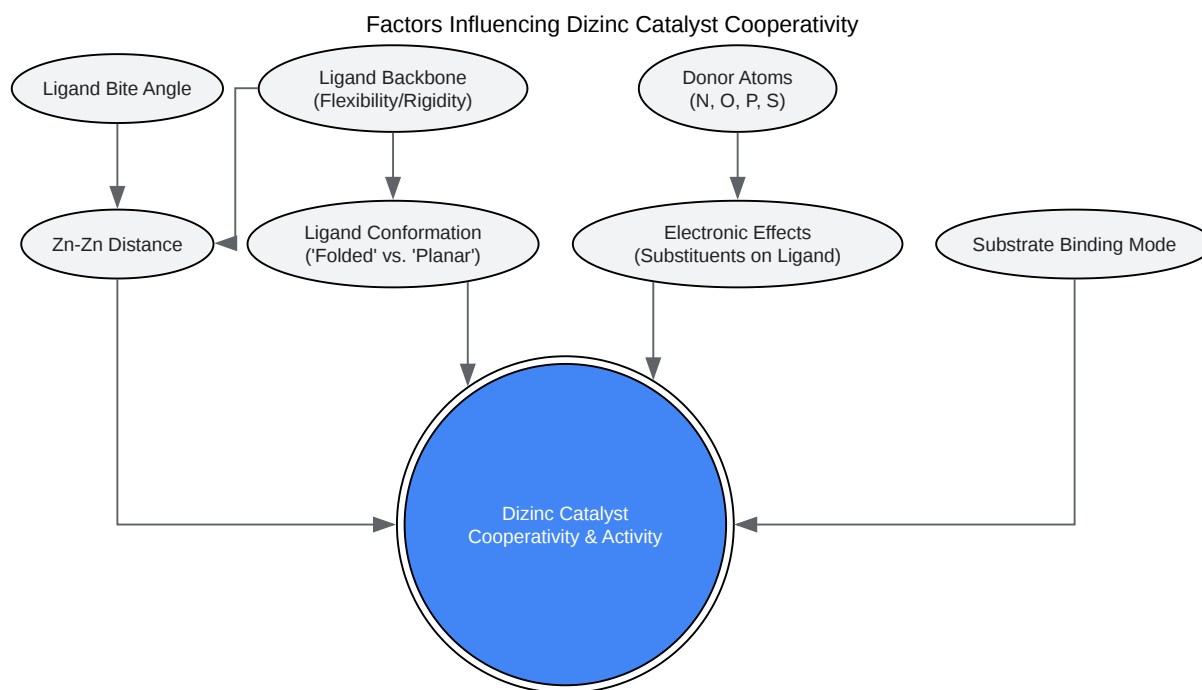 Factors Influencing Dizinc Catalyst Cooperativity
Ligand Bite Angle
Ligand Backbone
(Flexibility/Rigidity)
Donor Atoms
(N, O, P, S)
Zn-Zn Distance
Ligand Conformation
('Folded' vs. 'Planar')
Electronic Effects
(Substituents on Ligand)
Substrate Binding Mode
Dizinc Catalyst
Cooperativity & Activity